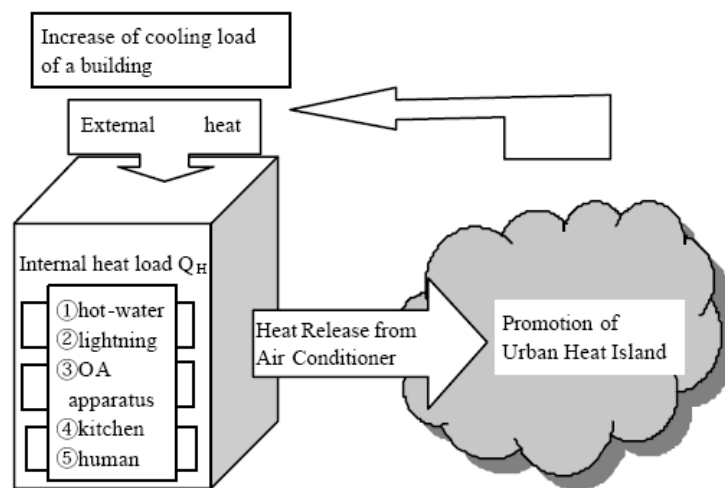 Increase of cooling load
of a building
External heat
Internal heat load QH
①hot-water
②lightning
③OA
apparatus
④kitchen
⑤human
Heat Release from
Air Conditioner
Promotion of
Urban Heat Island